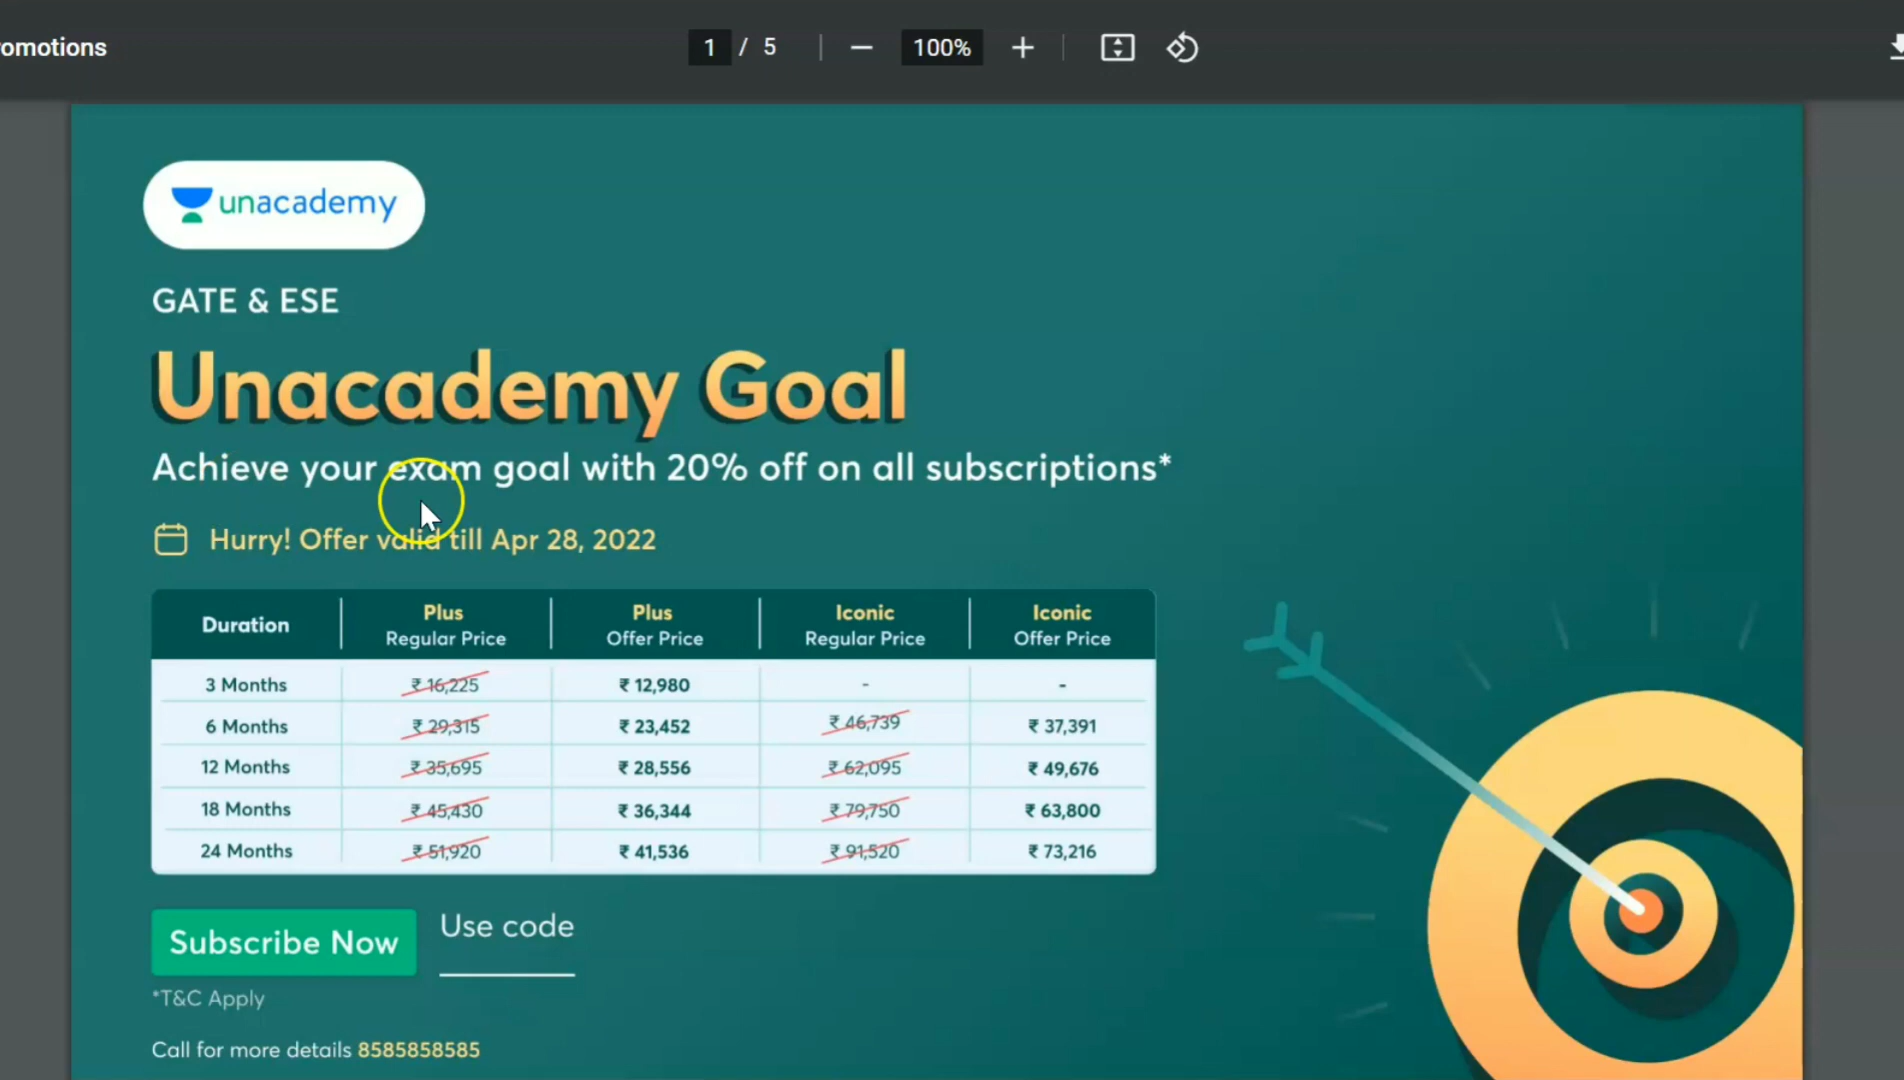 omotions
1 / 5
100%
unacademy
GATE & ESE
Unacademy Goal
Achieve your exam goal with 20% off on all subscriptions*
Hurry! Offer valid till Apr 28, 2022
Duration Plus Regular Price Plus Offer Price Iconic Regular Price Iconic Offer Price
3 Months ₹ 16,225 ₹ 12,980 - -
6 Months ₹ 29,315 ₹ 23,452 ₹ 46,739 ₹ 37,391
12 Months ₹ 35,695 ₹ 28,556 ₹ 62,095 ₹ 49,676
18 Months ₹ 45,430 ₹ 36,344 ₹ 79,750 ₹ 63,800
24 Months ₹ 51,920 ₹ 41,536 ₹ 91,520 ₹ 73,216
Subscribe Now Use code
*T&C Apply
Call for more details 8585858585